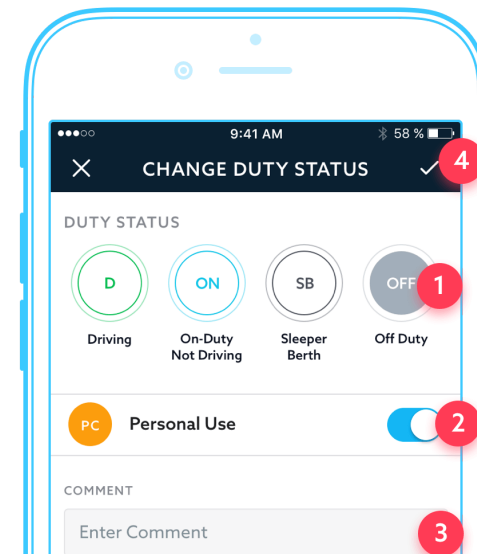 9:41 AM
58 %
CHANGE DUTY STATUS
4
DUTY STATUS
D
ON
SB
OFF
1
Driving
On-Duty
Not Driving
Sleeper
Berth
Off Duty
PC
Personal Use
2
COMMENT
Enter Comment
3